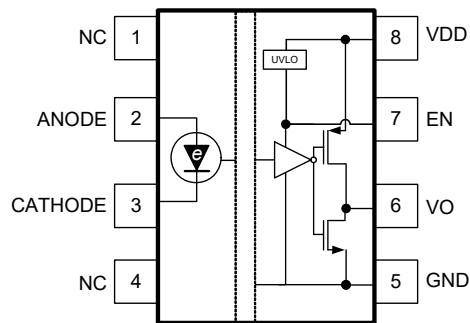 NC 1
8 VDD
UVLO
ANODE 2
7 EN
e
CATHODE 3
6 VO
NC 4
5 GND